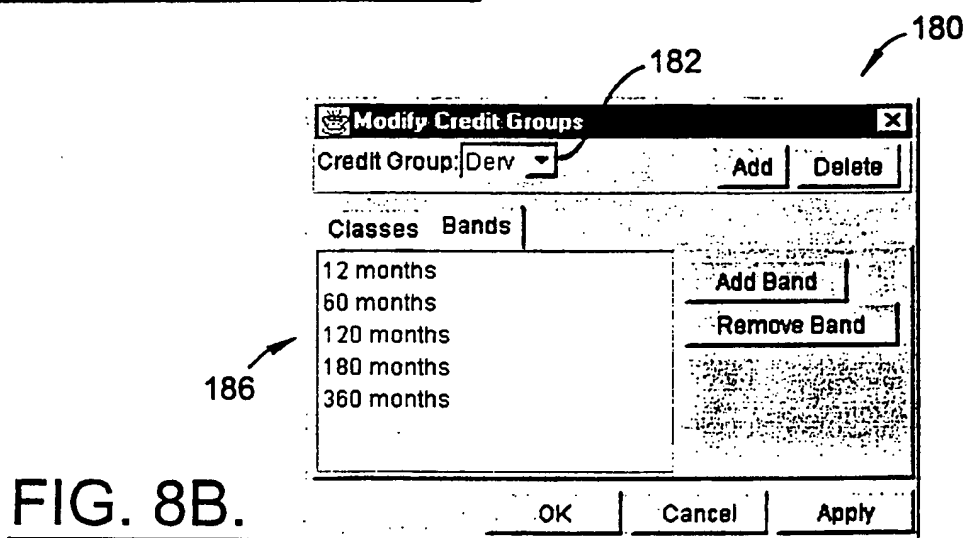 180
182
Modify Credit Groups
Credit Group: Derv Add Delete
Classes Bands
12 months
60 months
120 months
180 months
360 months
Add Band
Remove Band
186
OK Cancel Apply
FIG. 8B.